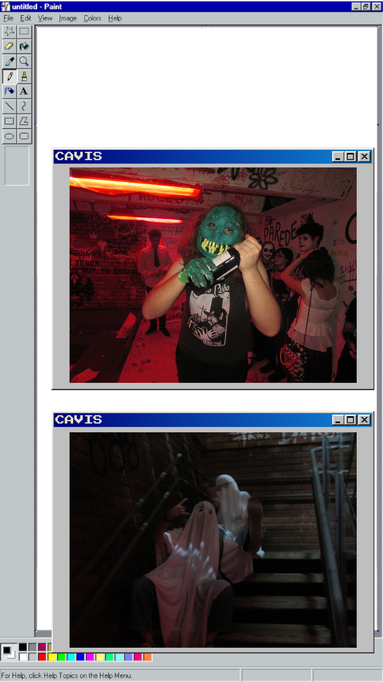 untitled - Paint
File Edit View Image Colors Help
A
CAVIS
PAREDE
CAVIS
For Help, click Help Topics on the Help Menu.